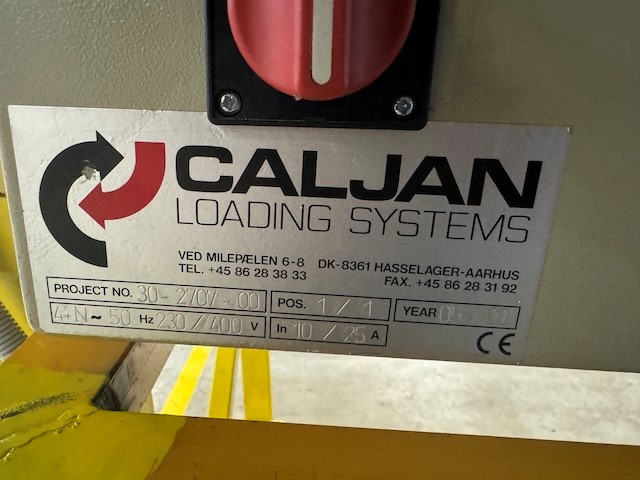 CALJAN
LOADING SYSTEMS
VED MILEPÆLEN 6-8 DK-8361 HASSELAGER-AARHUS
TEL. +45 86 28 38 33 FAX. +45 86 28 31 92
PROJECT NO. 30-2707-00 POS. 1/1 YEAR
4+N~50 Hz 230/400 V In 10/25 A
CE